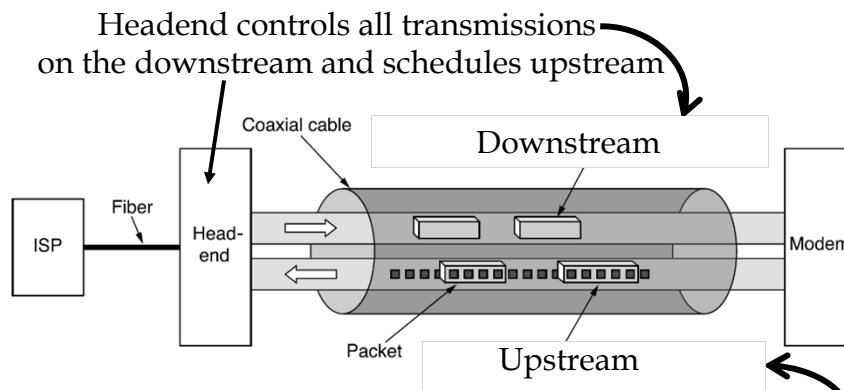 Headend controls all transmissions
on the downstream and schedules upstream
Coaxial cable
Downstream
Fiber
ISP
Head-
end
Modem
Packet
Upstream